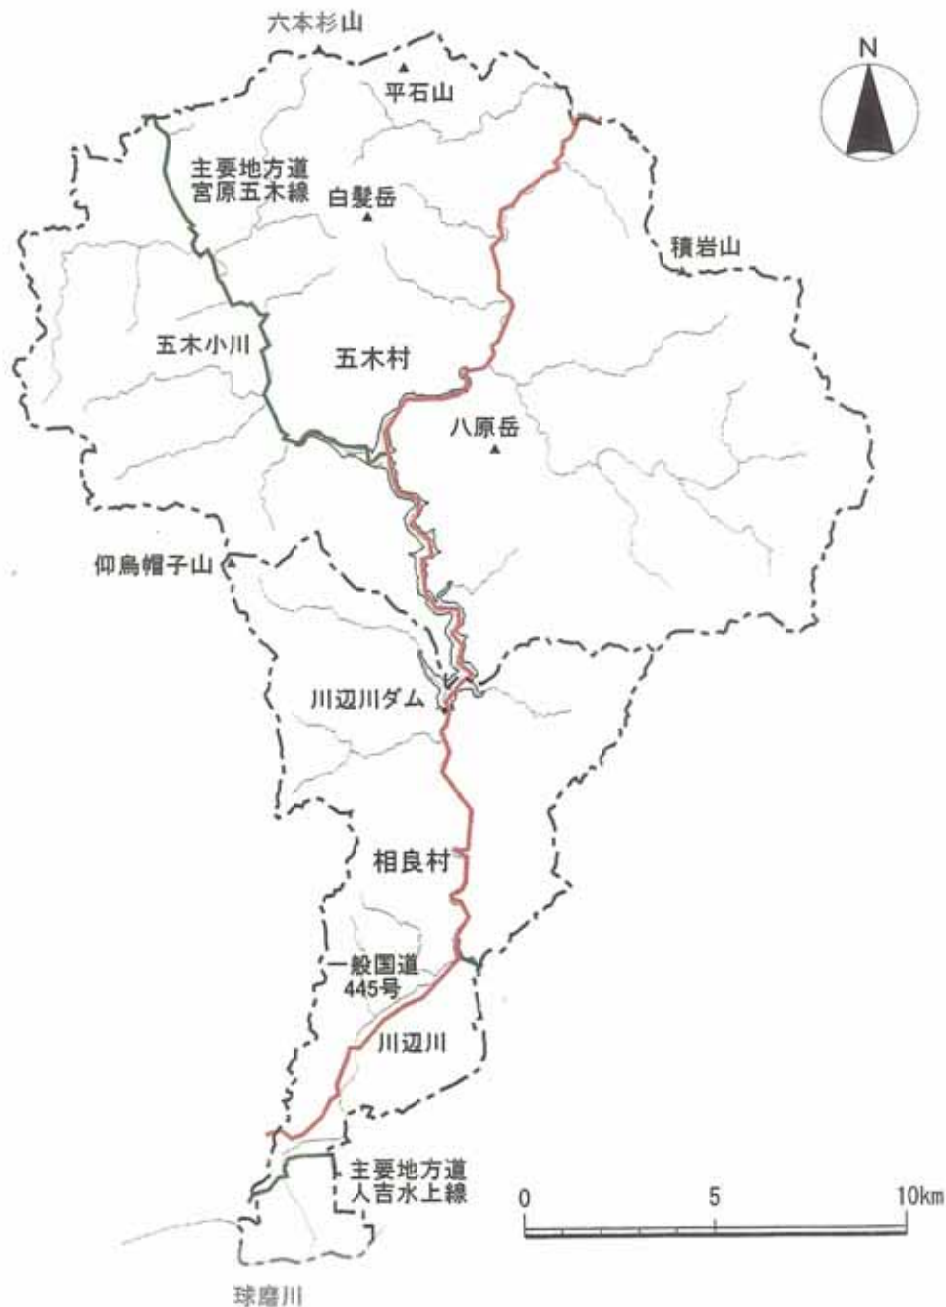 六本杉山
N
平石山
主要地方道
宮原五木線
白髪岳
積岩山
五木小川
五木村
八原岳
仰烏帽子山
川辺川ダム
相良村
一般国道
445号
川辺川
主要地方道
人吉水上線
0 5 10km
球磨川